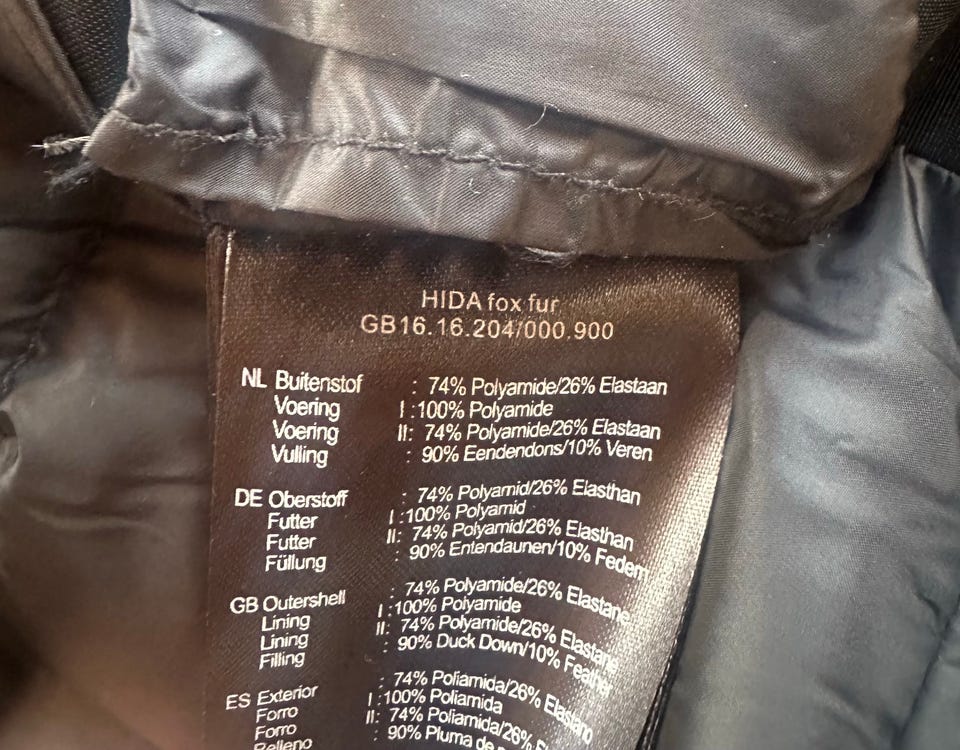 HIDA fox fur
GB16.16.204/000.900
NL Buitenstof : 74% Polyamide/26% Elastaan
Voering I :100% Polyamide
Voering II: 74% Polyamide/26% Elastaan
Vulling : 90% Eendendons/10% Veren
DE Oberstoff : 74% Polyamid/26% Elasthan
Futter I :100% Polyamid
Futter II: 74% Polyamid/26% Elasthan
Füllung : 90% Entendaunen/10% Federn
GB Outershell : 74% Polyamide/26% Elastane
Lining I :100% Polyamide
Lining II: 74% Polyamide/26% Elastane
Filling : 90% Duck Down/10% Feather
ES Exterior : 74% Poliamida/26% Elastano
Forro I :100% Poliamida
Forro II: 74% Poliamida/26%
Relleno : 90% Pluma de